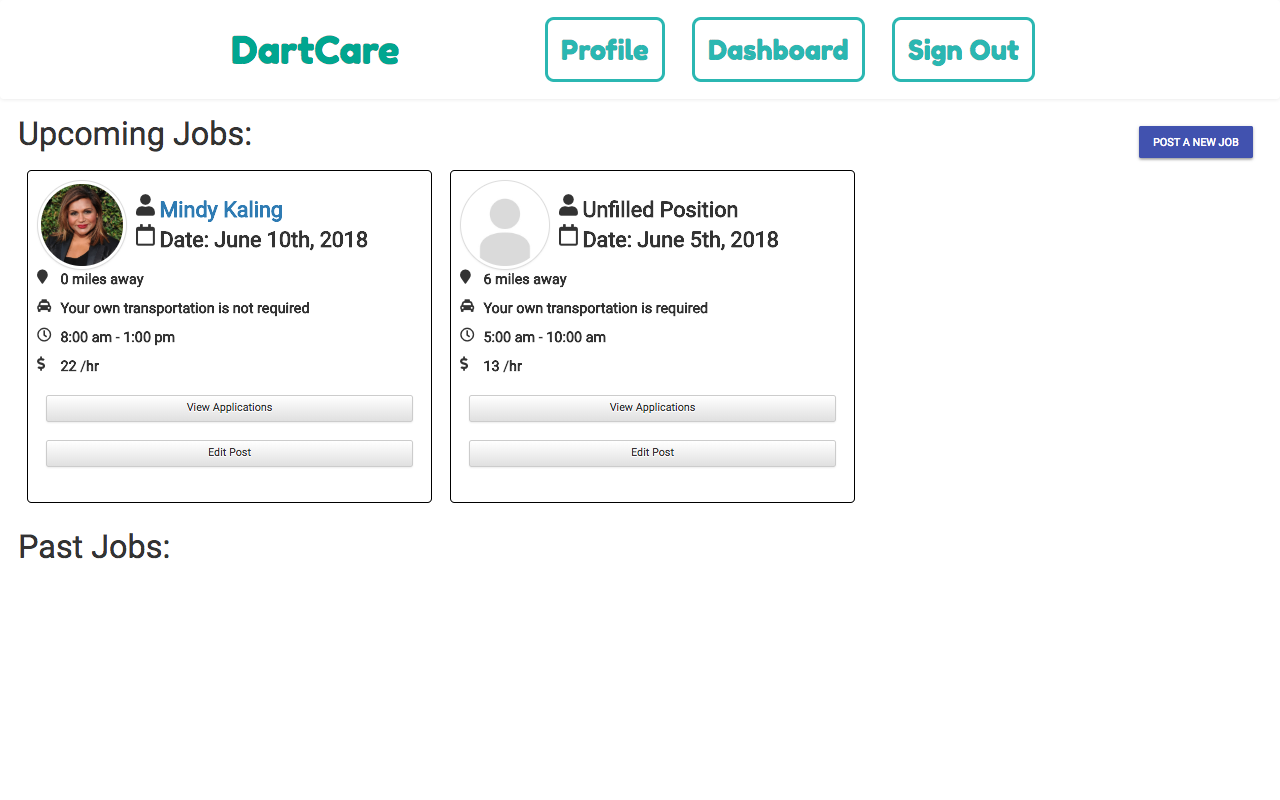 DartCare
Profile
Dashboard
Sign Out
Upcoming Jobs:
POST A NEW JOB
Mindy Kaling
Date: June 10th, 2018
0 miles away
Your own transportation is not required
8:00 am - 1:00 pm
$ 22 /hr
View Applications
Edit Post
Unfilled Position
Date: June 5th, 2018
6 miles away
Your own transportation is required
5:00 am - 10:00 am
$ 13 /hr
View Applications
Edit Post
Past Jobs: